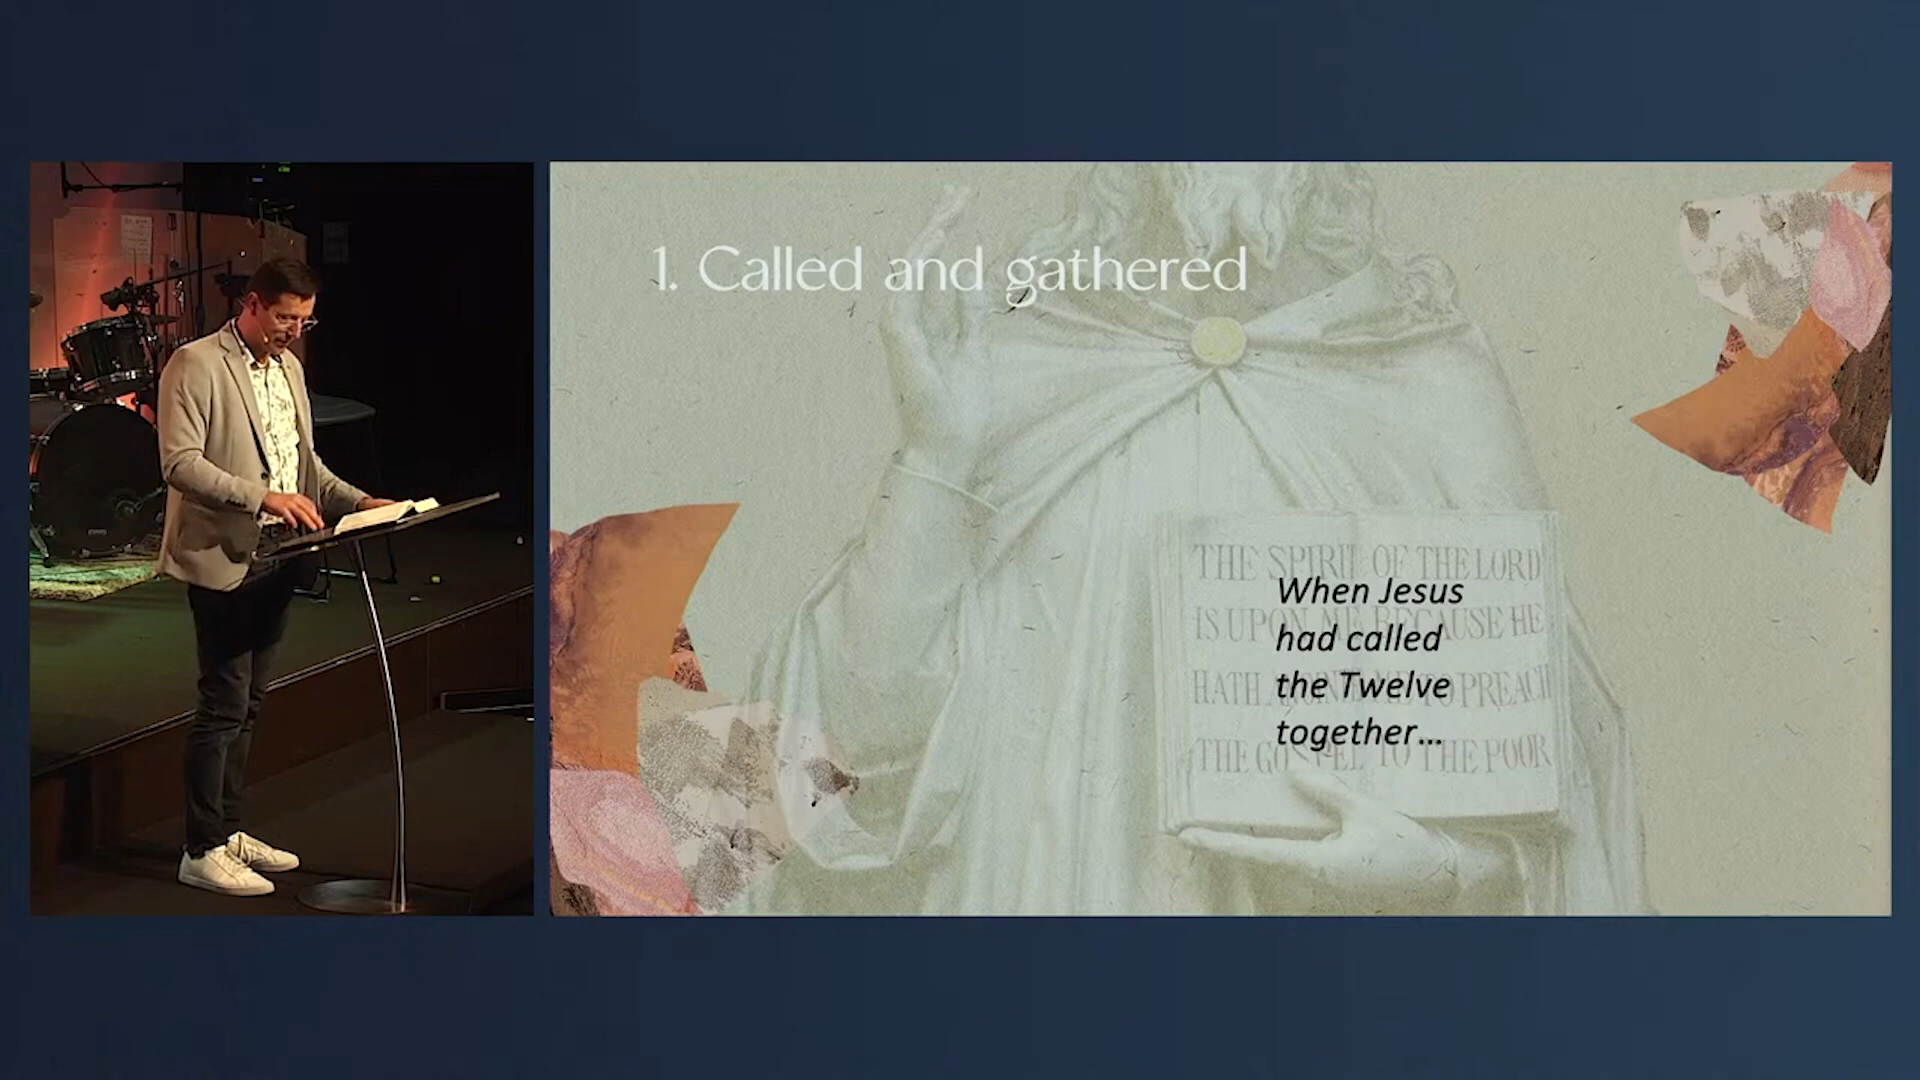 1. Called and gathered
THE SPIRIT OF THE LORD
IS UPON ME BECAUSE HE
HATH TO PREACH
THE GOSPEL TO THE POOR
When Jesus
had called
the Twelve
together...